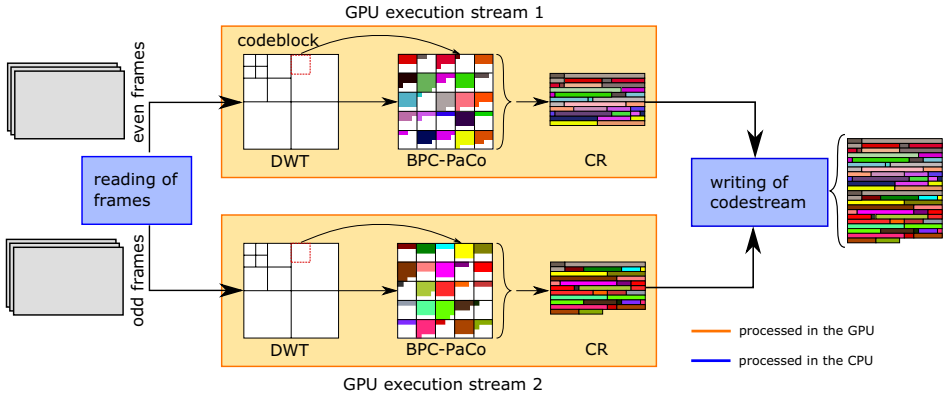 GPU execution stream 1
even frames
codeblock
DWT
BPC-PaCo
CR
reading of
frames
writing of
codestream
odd frames
DWT
BPC-PaCo
CR
GPU execution stream 2
processed in the GPU
processed in the CPU